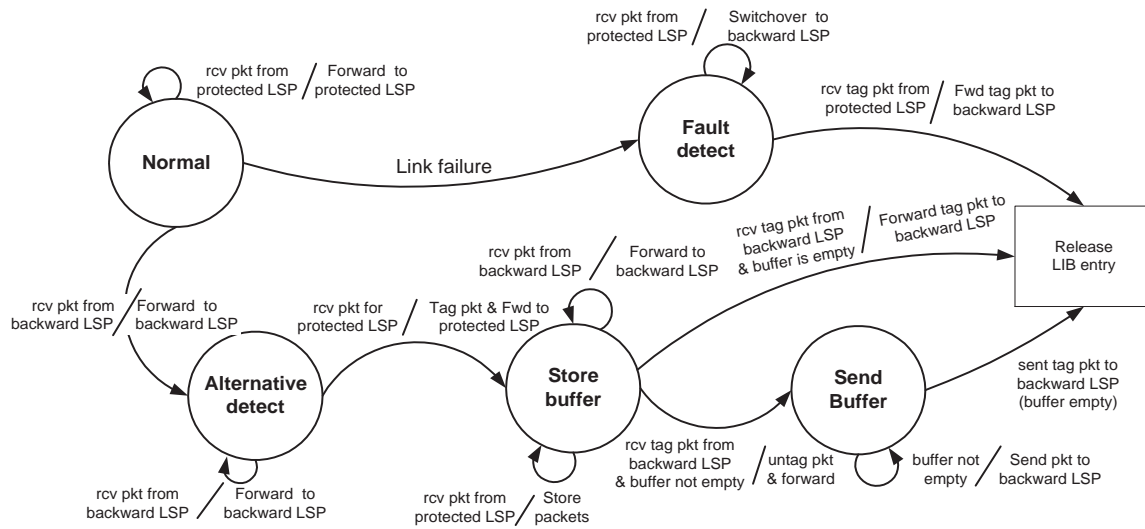 rcv pkt from
protected LSP
/
Switchover to
backward LSP
rcv pkt from
protected LSP
/
Forward to
protected LSP
rcv tag pkt from
protected LSP
/
Fwd tag pkt to
backward LSP
Normal
Fault
detect
Link failure
rcv tag pkt from
backward LSP
& buffer is empty
/
Forward tag pkt to
backward LSP
Release
LIB entry
rcv pkt from
backward LSP
/
Forward to
backward LSP
rcv pkt from
backward LSP
/
Forward to
backward LSP
rcv pkt for
protected LSP
/
Tag pkt & Fwd to
protected LSP
Alternative
detect
Store
buffer
Send
Buffer
sent tag pkt to
backward LSP
(buffer empty)
rcv pkt from
backward LSP
/
Forward to
backward LSP
rcv pkt from
protected LSP
/
Store
packets
rcv tag pkt from
backward LSP
& buffer not empty
/
untag pkt
& forward
buffer not
empty
/
Send pkt to
backward LSP